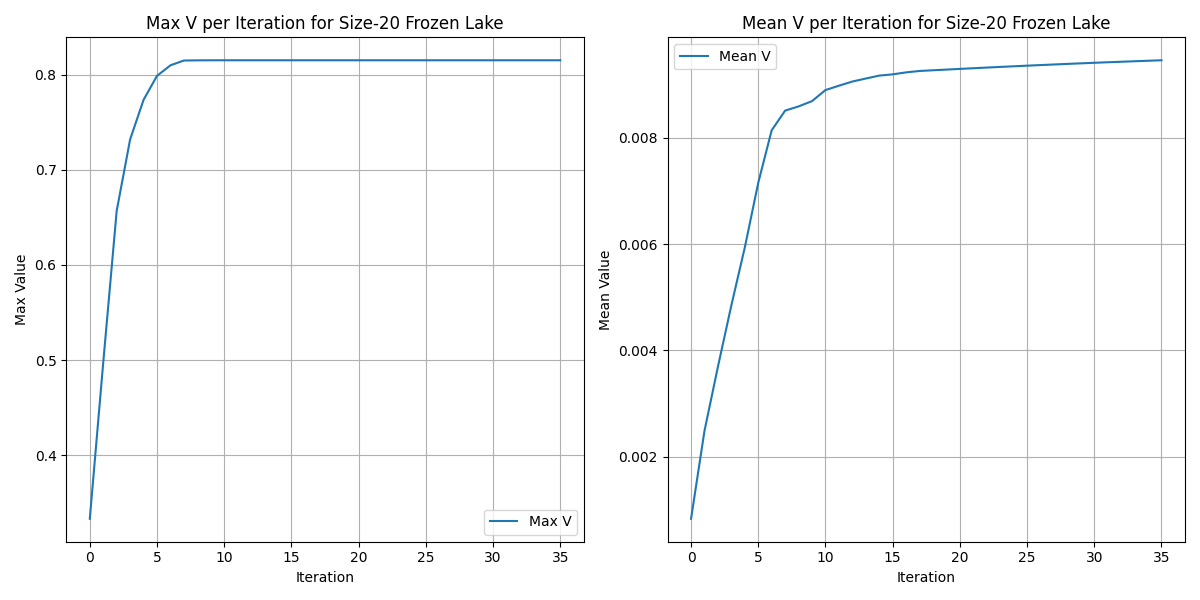 Max V per Iteration for Size-20 Frozen Lake
Max Value
0.8
0.7
0.6
0.5
0.4
Max V
0 5 10 15 20 25 30 35
Iteration
Mean V per Iteration for Size-20 Frozen Lake
Mean V
Mean Value
0.008
0.006
0.004
0.002
0 5 10 15 20 25 30 35
Iteration